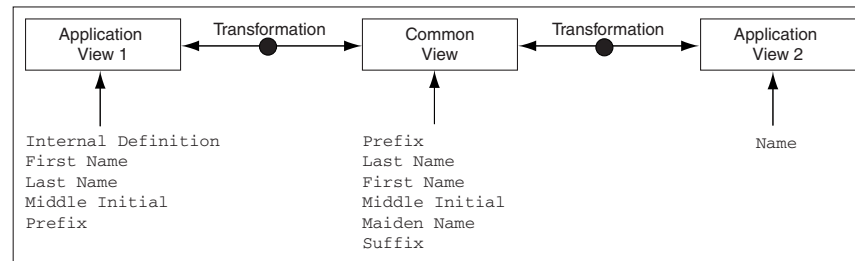 Application
View 1
Transformation
Common
View
Transformation
Application
View 2
Internal Definition
First Name
Last Name
Middle Initial
Prefix
Prefix
Last Name
First Name
Middle Initial
Maiden Name
Suffix
Name